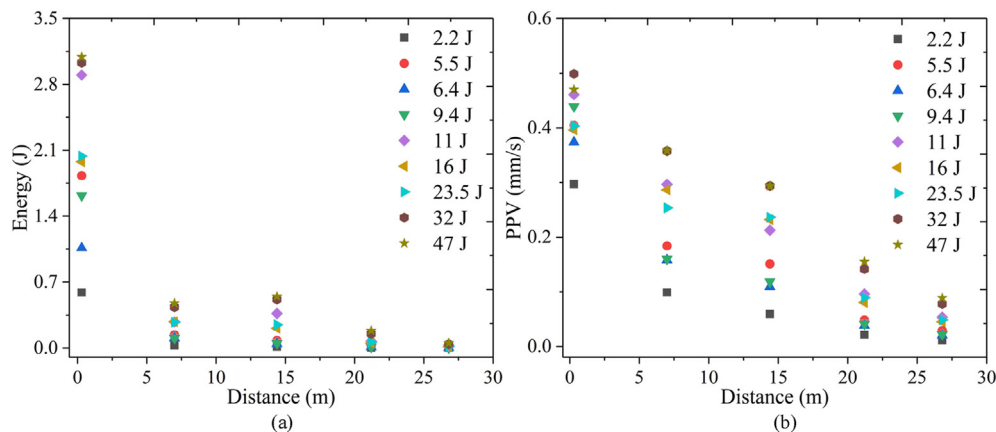 (a)
3.5
2.8
2.1
1.4
0.7
0.0
Energy (J)
2.2 J
5.5 J
6.4 J
9.4 J
11 J
16 J
23.5 J
32 J
47 J
0 5 10 15 20 25 30
Distance (m)
(a)
(b)
0.6
0.4
0.2
0.0
PPV (mm/s)
2.2 J
5.5 J
6.4 J
9.4 J
11 J
16 J
23.5 J
32 J
47 J
0 5 10 15 20 25 30
Distance (m)
(b)